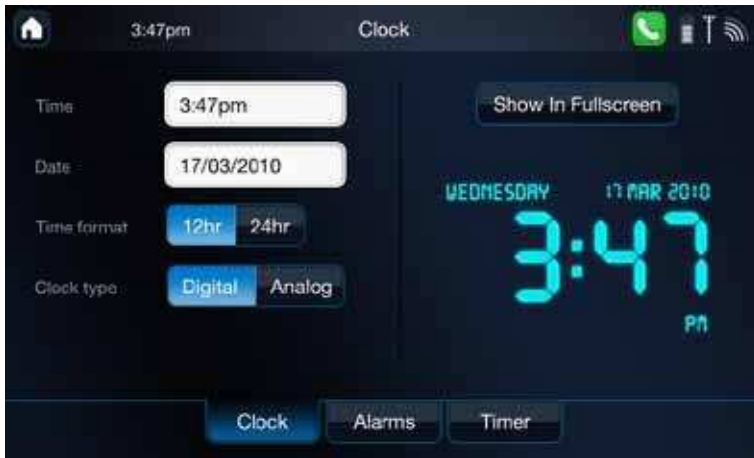 3:47pm Clock
Time 3:47pm
Show In Fullscreen
Date 17/03/2010
WEDNESDAY 17 MAR 2010
Time format 12hr 24hr
3:47
Clock type Digital Analog
PM
Clock Alarms Timer